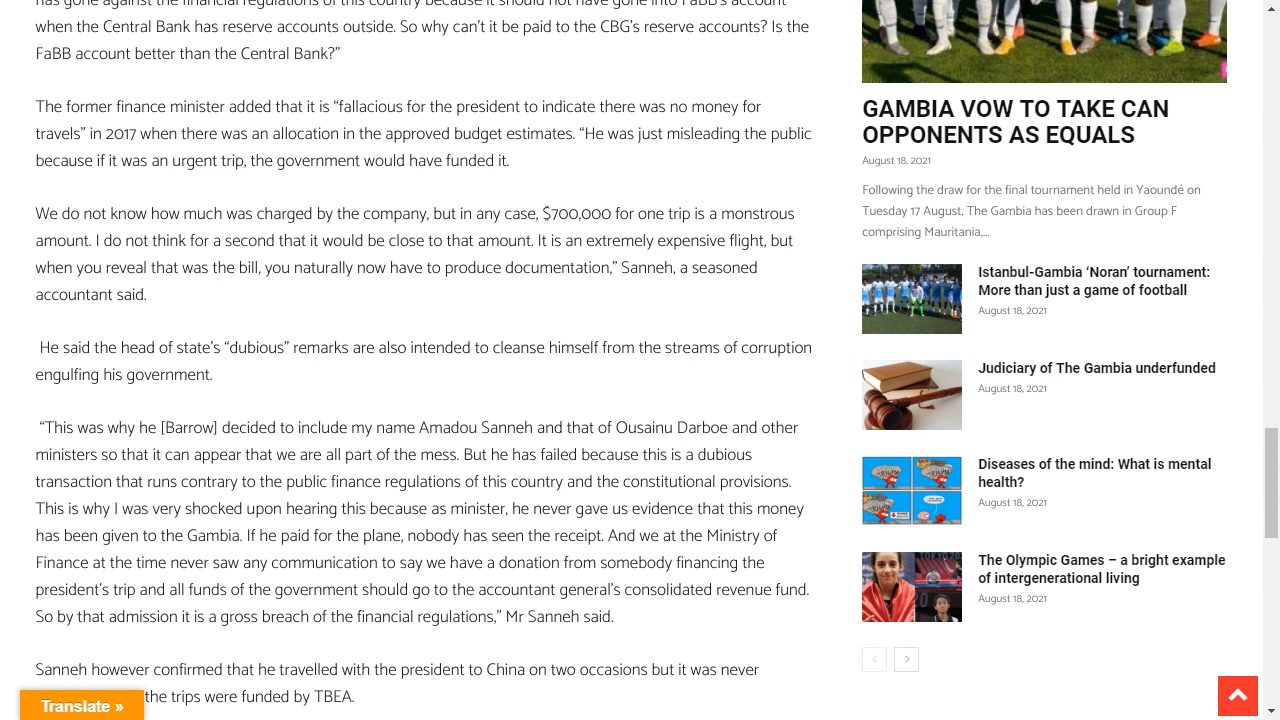 has gone against the financial regulations of this country because it should not have gone into FaBB's account
when the Central Bank has reserve accounts outside. So why can't it be paid to the CBG's reserve accounts? Is the
FaBB account better than the Central Bank?”
The former finance minister added that it is “fallacious for the president to indicate there was no money for
travels” in 2017 when there was an allocation in the approved budget estimates. “He was just misleading the public
because if it was an urgent trip, the government would have funded it.
We do not know how much was charged by the company, but in any case, $700,000 for one trip is a monstrous
amount. I do not think for a second that it would be close to that amount. It is an extremely expensive flight, but
when you reveal that was the bill, you naturally now have to produce documentation,” Sanneh, a seasoned
accountant said.
He said the head of state's “dubious” remarks are also intended to cleanse himself from the streams of corruption
engulfing his government.
“This was why he [Barrow] decided to include my name Amadou Sanneh and that of Ousainu Darboe and other
ministers so that it can appear that we are all part of the mess. But he has failed because this is a dubious
transaction that runs contrary to the public finance regulations of this country and the constitutional provisions.
This is why I was very shocked upon hearing this because as minister, he never gave us evidence that this money
has been given to the Gambia. If he paid for the plane, nobody has seen the receipt. And we at the Ministry of
Finance at the time never had any communication to say we have a donation from somebody financing the
president's trip and all funds of the government should go to the accountant general's consolidated revenue fund.
So by that admission it is a gross breach of the financial regulations,” Mr Sanneh said.
Sanneh however confirmed that he travelled with the president to China on two occasions but it was never
the trips were funded by TBEA.
Translate »
GAMBIA VOW TO TAKE CAN
OPPONENTS AS EQUALS
August 18, 2021
Following the draw for the final tournament held in Yaoundé on
Tuesday 17 August, The Gambia has been drawn in Group F
comprising Mauritania,...
Istanbul-Gambia ‘Noran’ tournament:
More than just a game of football
August 18, 2021
Judiciary of The Gambia underfunded
August 18, 2021
Diseases of the mind: What is mental
health?
August 18, 2021
The Olympic Games – a bright example
of intergenerational living
August 18, 2021